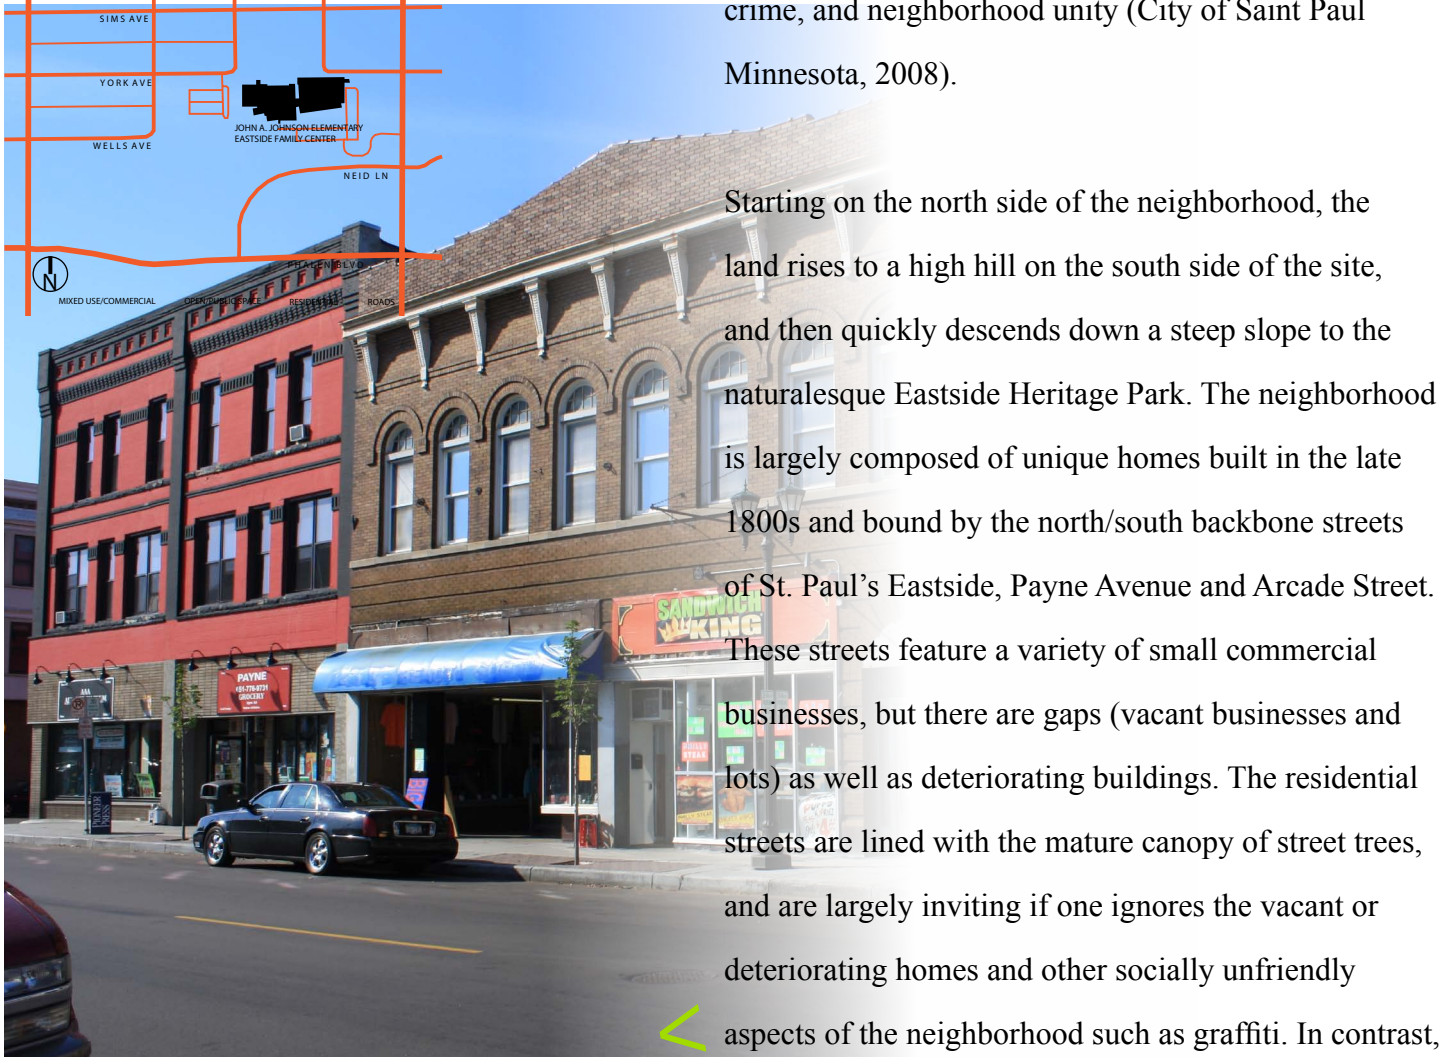 SIMS AVE
YORK AVE
JOHN A. JOHNSON ELEMENTARY
EASTSIDE FAMILY CENTER
WELLS AVE
NEID LN
PHALEN BLVD
N
MIXED USE/COMMERCIAL
OPEN/PUBLIC SPACE
RESIDENTIAL
ROADS
SANDWICH
KING
PAYNE
651-776-8731
GROCERY
AAA
PIONEER
PRESS
PHILLY
STEAK
crime, and neighborhood unity (City of Saint Paul
Minnesota, 2008).
Starting on the north side of the neighborhood, the
land rises to a high hill on the south side of the site,
and then quickly descends down a steep slope to the
naturalesque Eastside Heritage Park. The neighborhood
is largely composed of unique homes built in the late
1800s and bound by the north/south backbone streets
of St. Paul’s Eastside, Payne Avenue and Arcade Street.
These streets feature a variety of small commercial
businesses, but there are gaps (vacant businesses and
lots) as well as deteriorating buildings. The residential
streets are lined with the mature canopy of street trees,
and are largely inviting if one ignores the vacant or
deteriorating homes and other socially unfriendly
aspects of the neighborhood such as graffiti. In contrast,